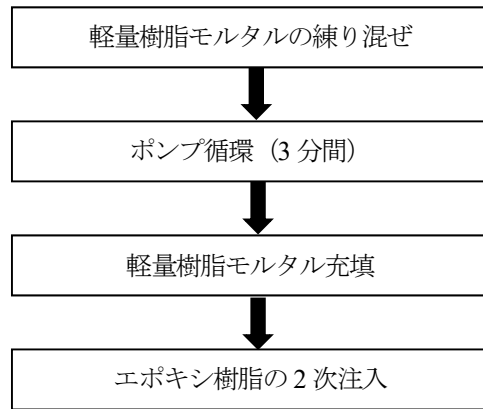 軽量樹脂モルタルの練り混ぜ
ポンプ循環（3 分間）
軽量樹脂モルタル充填
エポキシ樹脂の 2 次注入